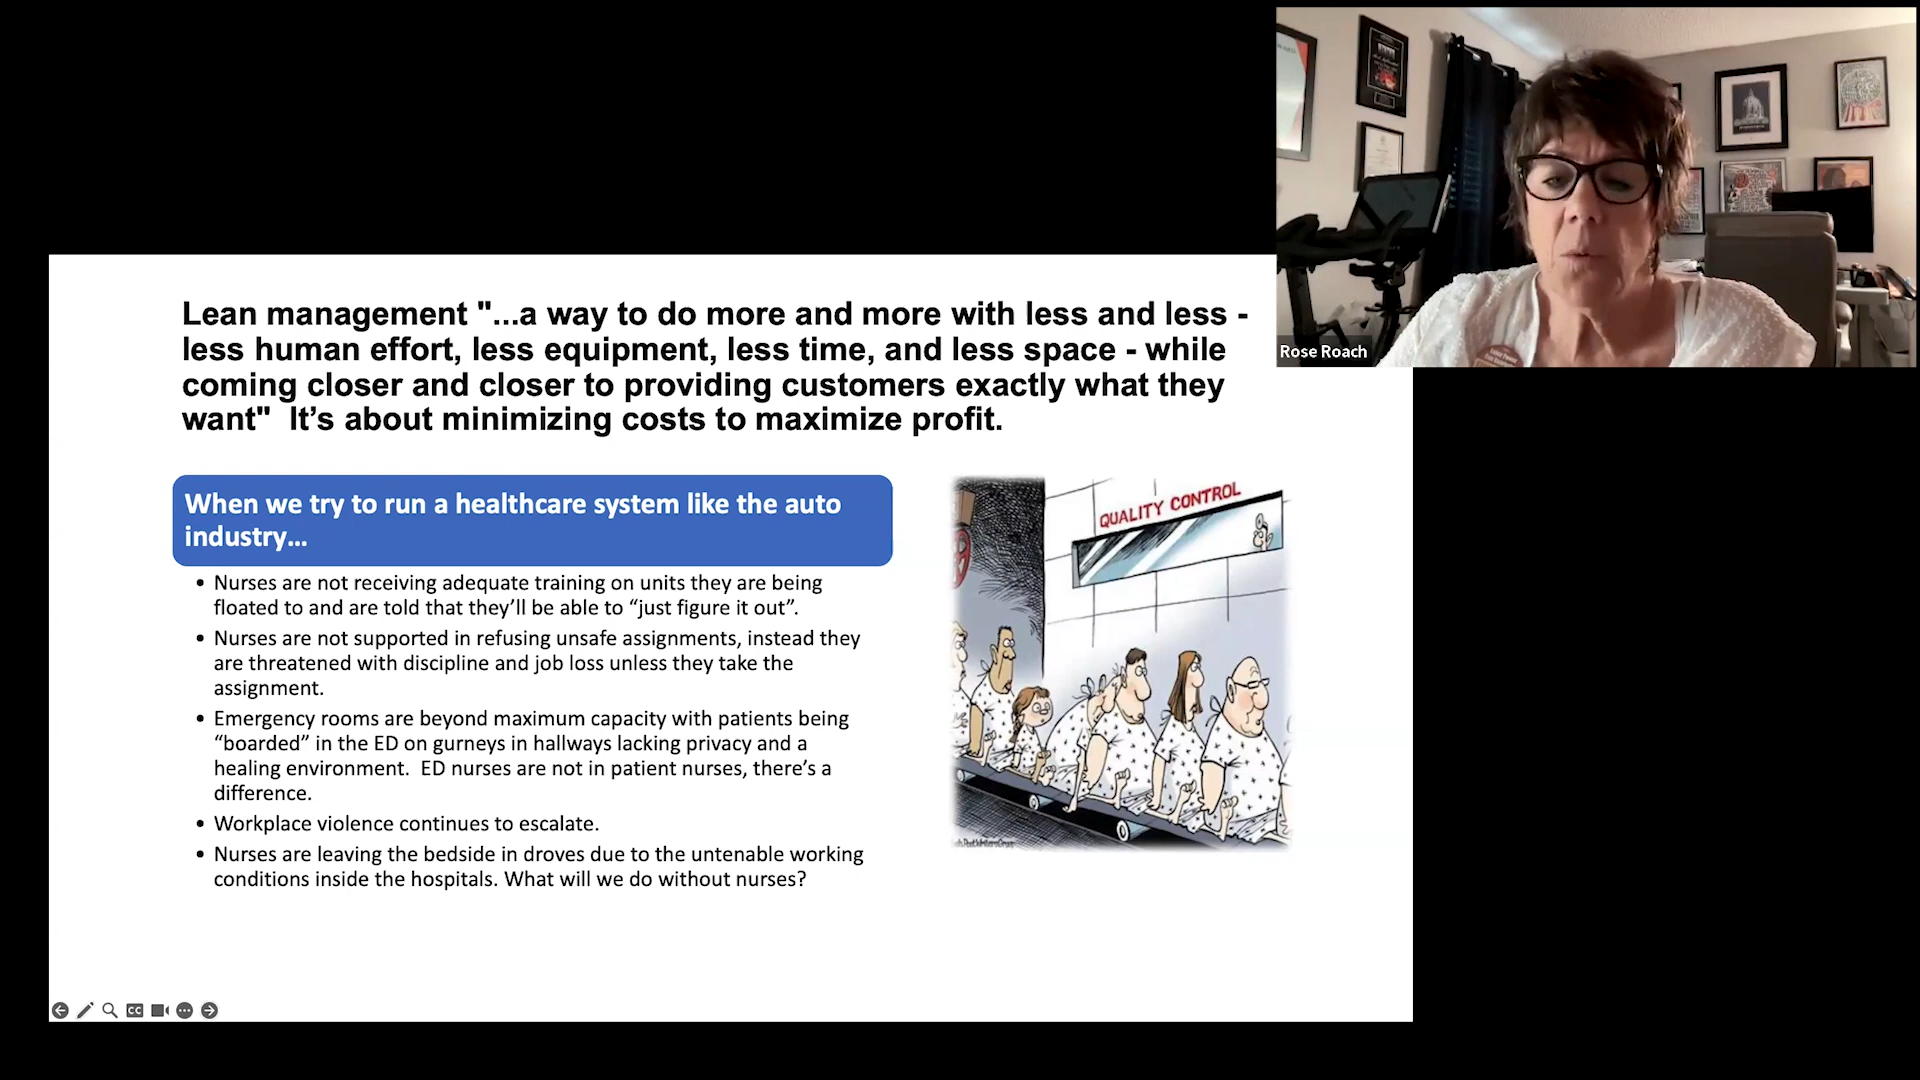 Lean management "...a way to do more and more with less and less -
less human effort, less equipment, less time, and less space - while
coming closer and closer to providing customers exactly what they
want"  It’s about minimizing costs to maximize profit.
When we try to run a healthcare system like the auto
industry...
• Nurses are not receiving adequate training on units they are being
floated to and are told that they’ll be able to “just figure it out”.
• Nurses are not supported in refusing unsafe assignments, instead they
are threatened with discipline and job loss unless they take the
assignment.
• Emergency rooms are beyond maximum capacity with patients being
“boarded” in the ED on gurneys in hallways lacking privacy and a
healing environment.  ED nurses are not in patient nurses, there’s a
difference.
• Workplace violence continues to escalate.
• Nurses are leaving the bedside in droves due to the untenable working
conditions inside the hospitals. What will we do without nurses?
QUALITY CONTROL
Rose Roach
CC